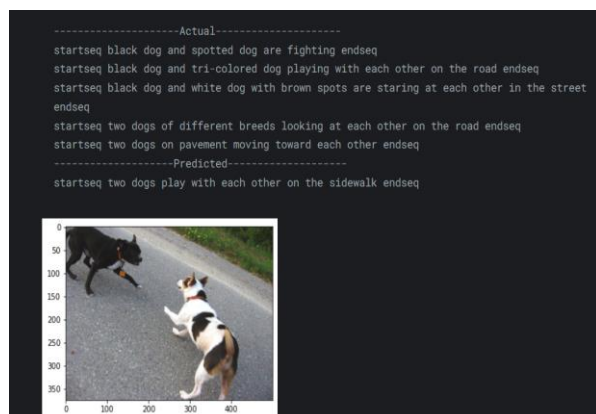 --------------------Actual--------------------
startseq black dog and spotted dog are fighting endseq
startseq black dog and tri-colored dog playing with each other on the road endseq
startseq black dog and white dog with brown spots are staring at each other in the street
endseq
startseq two dogs of different breeds looking at each other on the road endseq
startseq two dogs on pavement moving toward each other endseq
--------------------Predicted--------------------
startseq two dogs play with each other on the sidewalk endseq
0
50
100
150
200
250
300
350
0 100 200 300 400